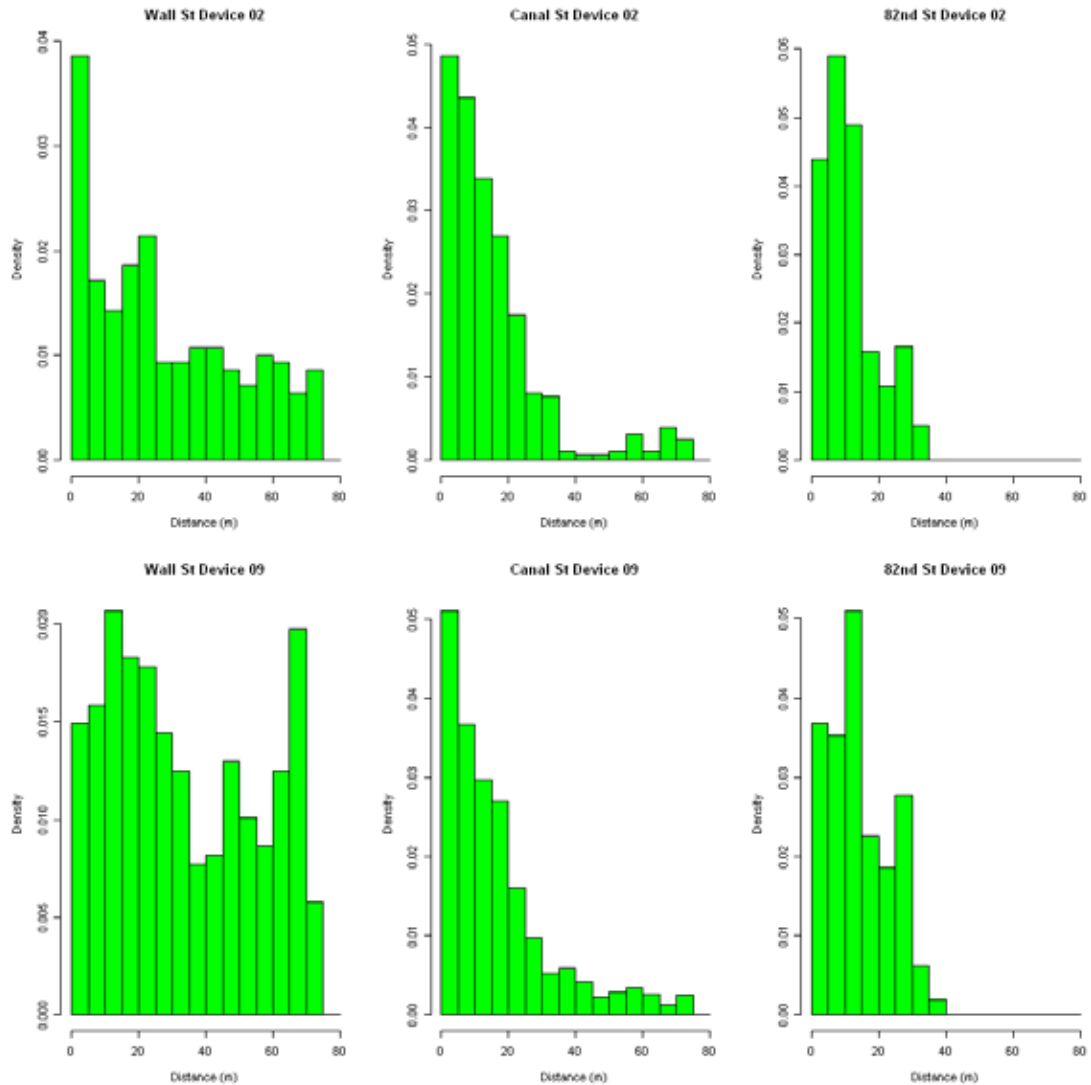 Wall St Device 02
Canal St Device 02
82nd St Device 02
0.04
0.03
0.02
0.01
0.00
Density
0 20 40 60 80
Distance (m)
0.05
0.04
0.03
0.02
0.01
0.00
Density
0 20 40 60 80
Distance (m)
0.06
0.05
0.04
0.03
0.02
0.01
0.00
Density
0 20 40 60 80
Distance (m)
Wall St Device 09
Canal St Device 09
82nd St Device 09
0.020
0.015
0.010
0.005
0.000
Density
0 20 40 60 80
Distance (m)
0.05
0.04
0.03
0.02
0.01
0.00
Density
0 20 40 60 80
Distance (m)
0.05
0.04
0.03
0.02
0.01
0.00
Density
0 20 40 60 80
Distance (m)